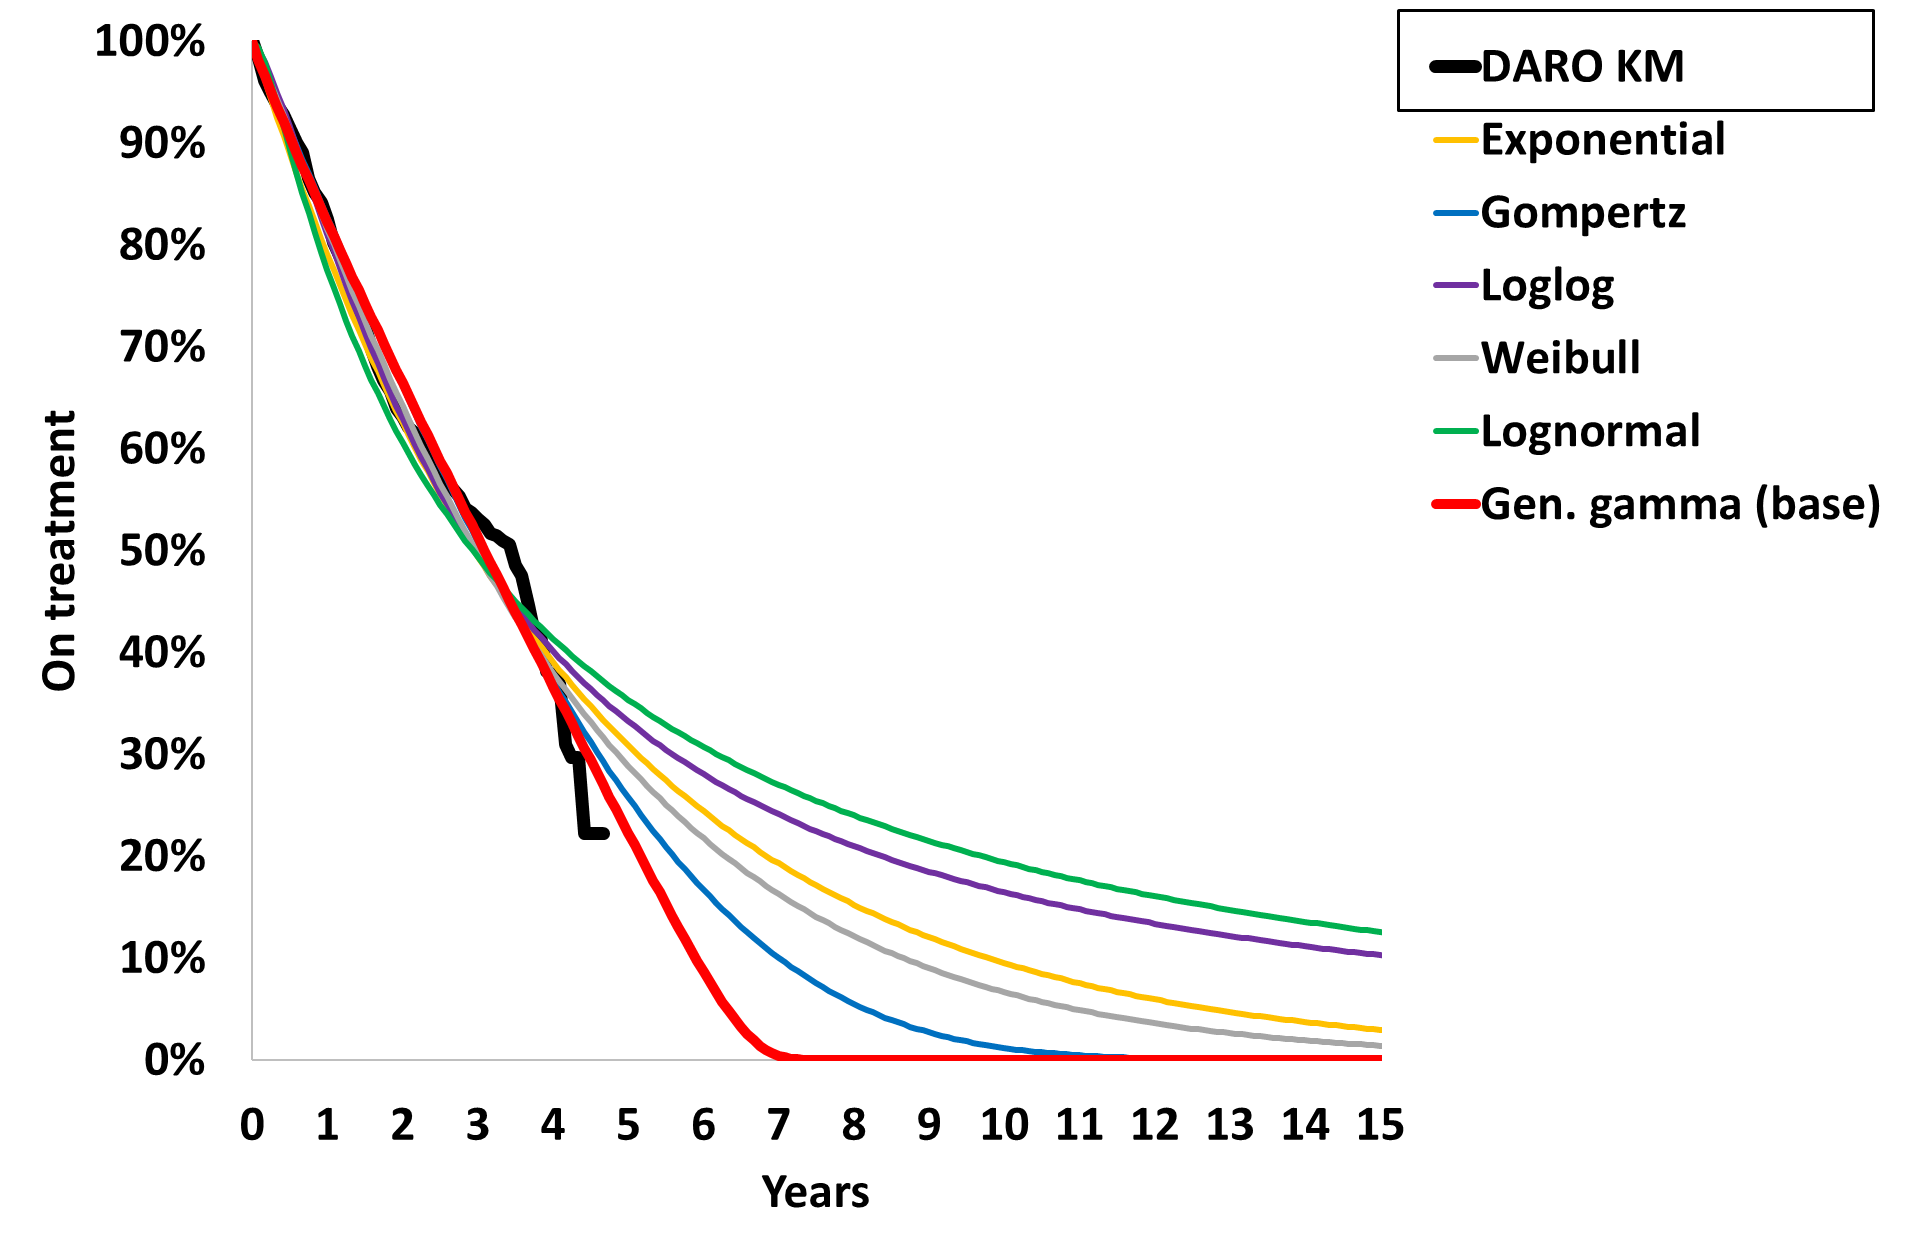 100%
90%
80%
70%
60%
50%
40%
30%
20%
10%
0%
On treatment
0 1 2 3 4 5 6 7 8 9 10 11 12 13 14 15
Years
DARO KM
Exponential
Gompertz
Loglog
Weibull
Lognormal
Gen. gamma (base)